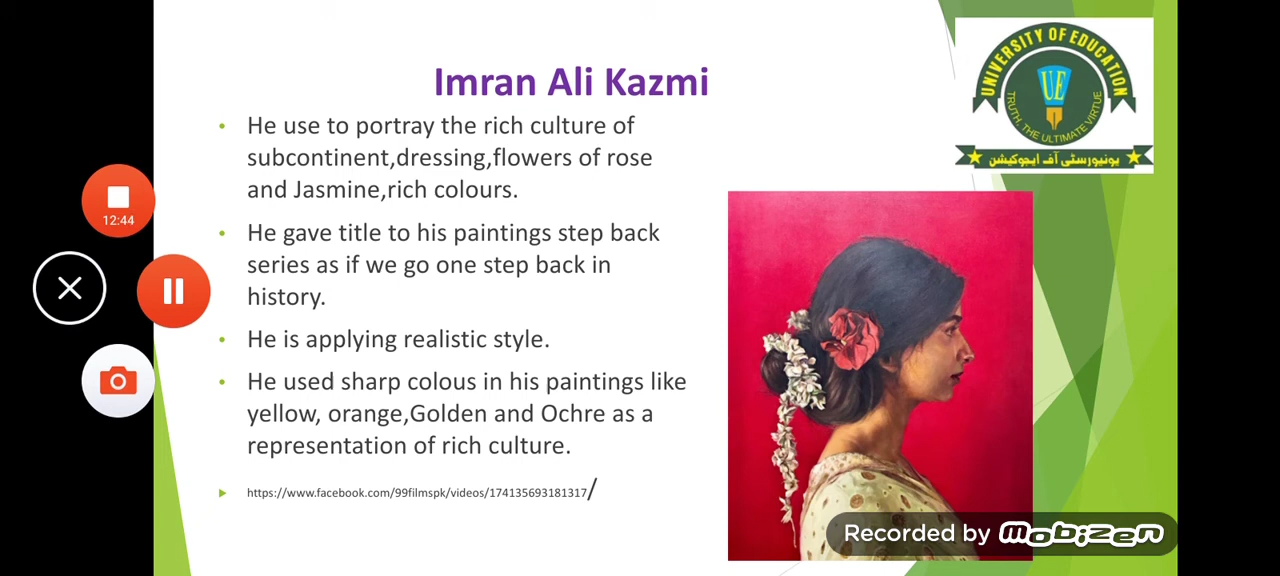 Imran Ali Kazmi
He use to portray the rich culture of
subcontinent,dressing,flowers of rose
and Jasmine,rich colours.
He gave title to his paintings step back
series as if we go one step back in
history.
He is applying realistic style.
He used sharp colous in his paintings like
yellow, orange,Golden and Ochre as a
representation of rich culture.
https://www.facebook.com/99filmspk/videos/174135693181317/
UNIVERSITY OF EDUCATION
UE
TRUTH, THE ULTIMATE VIRTUE
یونیورسٹی آف ایجوکیشن
12:44
Recorded by Mobizen